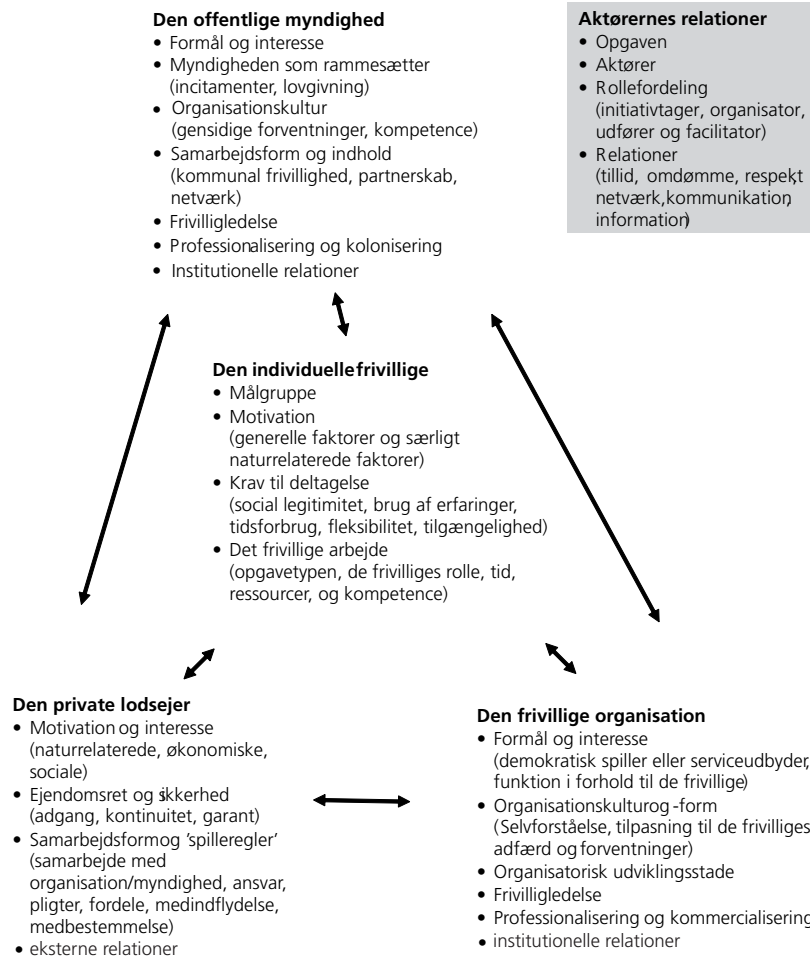 Den offentlige myndighed
• Formål og interesse
• Myndigheden som rammesætter
(incitamenter, lovgivning)
• Organisationskultur
(gensidige forventninger, kompetence)
• Samarbejdsform og indhold
(kommunal frivillighed, partnerskab,
netværk)
• Frivilligledelse
• Professionalisering og kolonisering
• Institutionelle relationer
Aktørernes relationer
• Opgaven
• Aktører
• Rollefordeling
(initiativtager, organisator,
udfører og facilitator)
• Relationer
(tillid, omdømme, respekt,
netværk,kommunikation,
information)
Den individuelle frivillige
• Målgruppe
• Motivation
(generelle faktorer og særligt
naturrelaterede faktorer)
• Krav til deltagelse
(social legitimitet, brug af erfaringer,
tidsforbrug, fleksibilitet, tilgængelighed)
• Det frivillige arbejde
(opgavetypen, de frivilliges rolle, tid,
ressourcer, og kompetence)
Den private lodsejer
• Motivation og interesse
(naturrelaterede, økonomiske,
sociale)
• Ejendomsret og sikkerhed
(adgang, kontinuitet, garant)
• Samarbejdsform og 'spilleregler'
(samarbejde med
organisation/myndighed, ansvar,
pligter, fordele, medindflydelse,
medbestemmelse)
• eksterne relationer
Den frivillige organisation
• Formål og interesse
(demokratisk spiller eller serviceudbyder,
funktion i forhold til de frivillige)
• Organisationskultur og -form
(Selvforståelse, tilpasning til de frivilliges
adfærd og forventninger)
• Organisatorisk udviklingsstade
• Frivilligledelse
• Professionalisering og kommercialisering
• institutionelle relationer